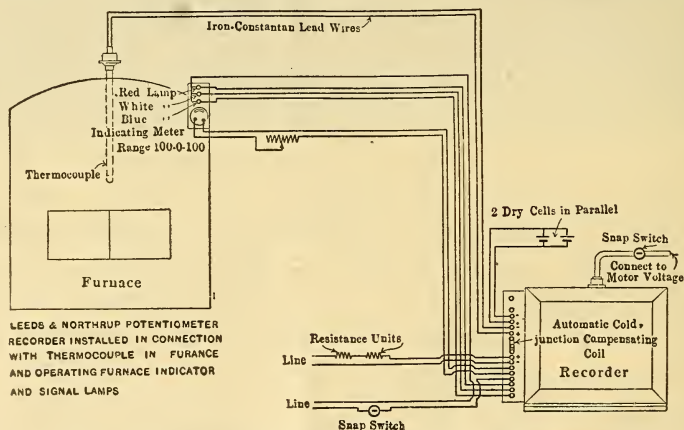 Iron-Constantan Lead Wires
Red Lamp
White "
Blue "
Indicating Meter
Range 100-0-100
Thermocouple
Furnace
2 Dry Cells in Parallel
Snap Switch
Connect to
Motor Voltage
Automatic Cold,
junction Campensating
Coil
Recorder
Resistance Units
Line
Line
Snap Switch
LEEDS & NORTHRUP POTENTIOMETER
RECORDER INSTALLED IN CONNECTION
WITH THERMOCOUPLE IN FURANCE
AND OPERATING FURNACE INDICATOR
AND SIGNAL LAMPS